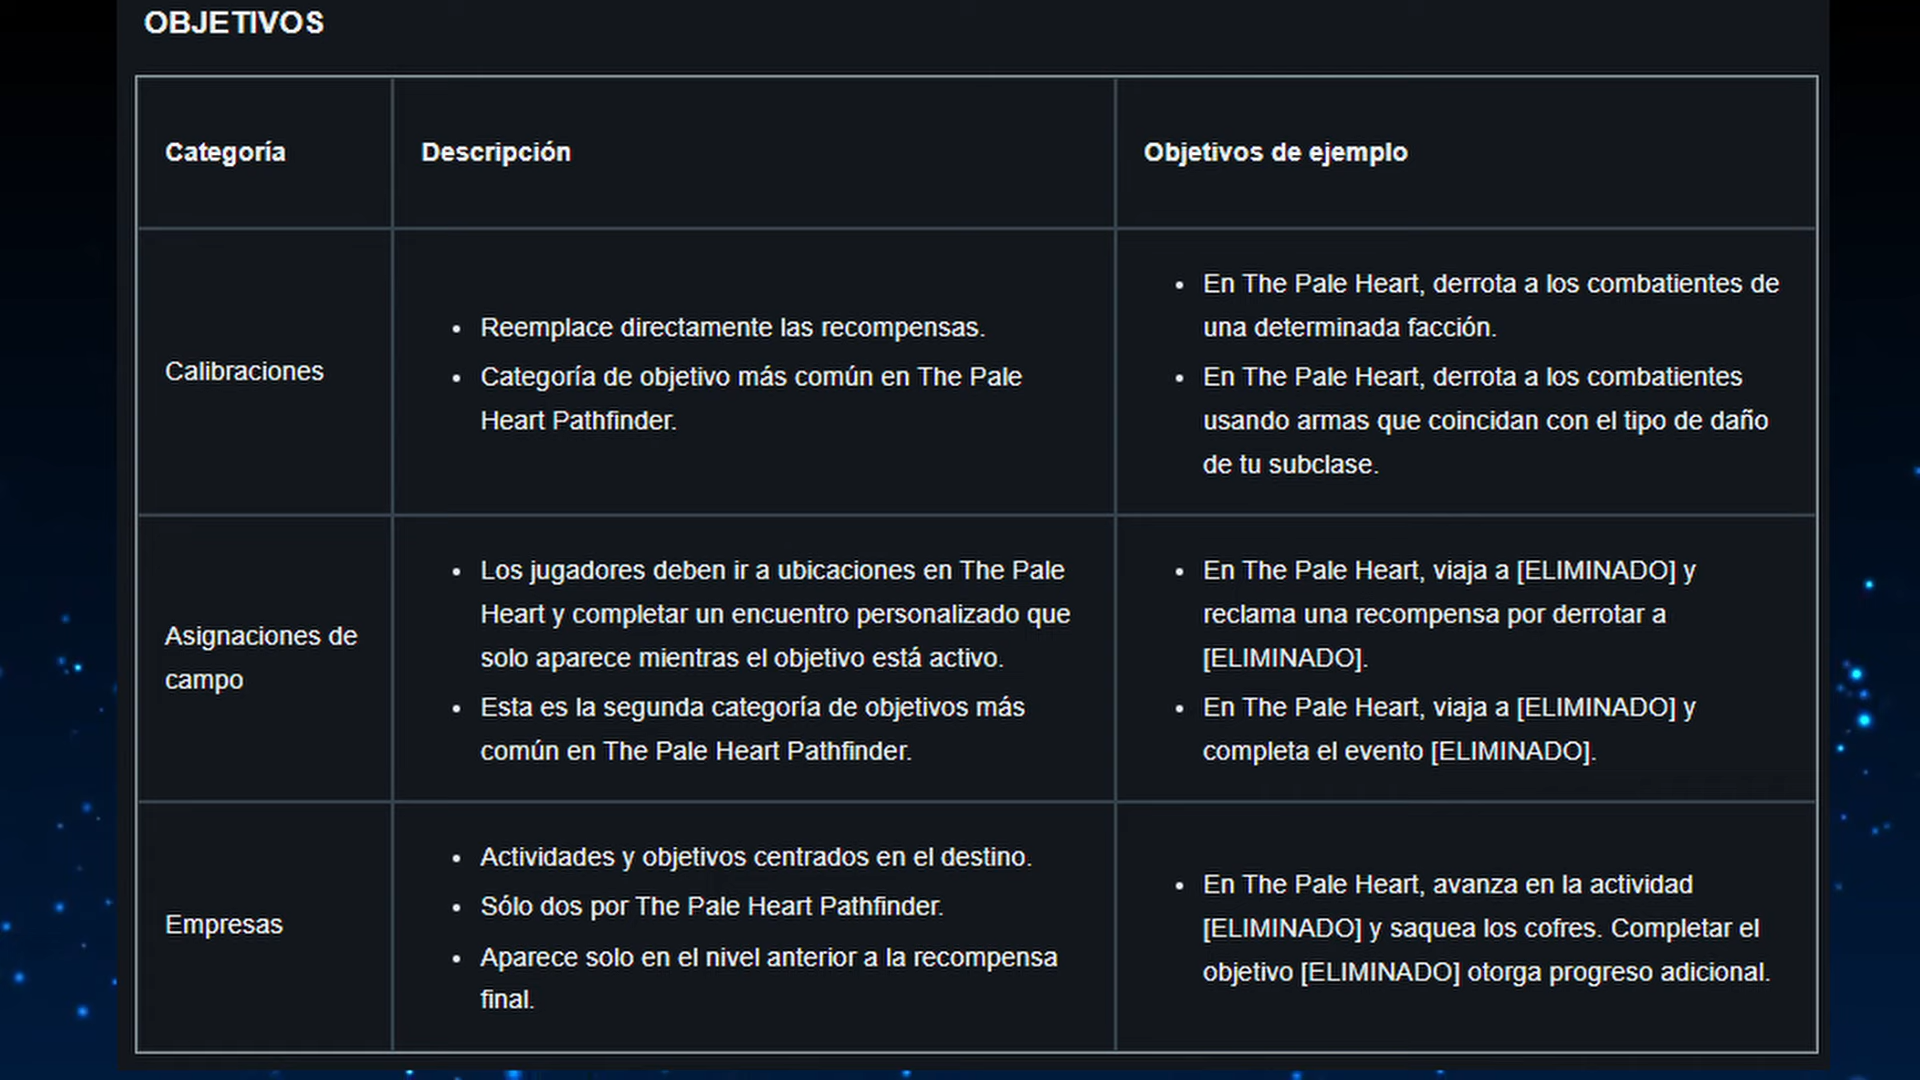 OBJETIVOS
Categoría
Descripción
Objetivos de ejemplo
Calibraciones
• Reemplace directamente las recompensas.
• Categoría de objetivo más común en The Pale
Heart Pathfinder.
• En The Pale Heart, derrota a los combatientes de
una determinada facción.
• En The Pale Heart, derrota a los combatientes
usando armas que coincidan con el tipo de daño
de tu subclase.
Asignaciones de
campo
• Los jugadores deben ir a ubicaciones en The Pale
Heart y completar un encuentro personalizado que
solo aparece mientras el objetivo está activo.
• Esta es la segunda categoría de objetivos más
común en The Pale Heart Pathfinder.
• En The Pale Heart, viaja a [ELIMINADO] y
reclama una recompensa por derrotar a
[ELIMINADO].
• En The Pale Heart, viaja a [ELIMINADO] y
completa el evento [ELIMINADO].
Empresas
• Actividades y objetivos centrados en el destino.
• Sólo dos por The Pale Heart Pathfinder.
• Aparece solo en el nivel anterior a la recompensa
final.
• En The Pale Heart, avanza en la actividad
[ELIMINADO] y saquea los cofres. Completar el
objetivo [ELIMINADO] otorga progreso adicional.